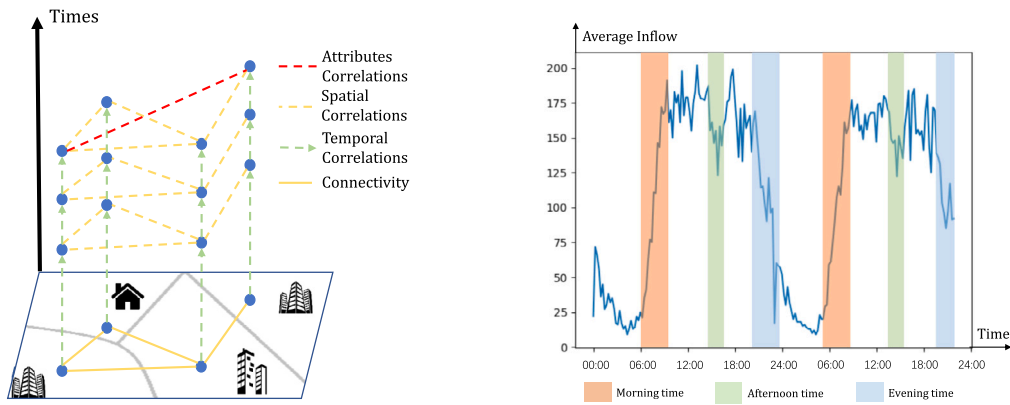 Times
Attributes
Correlations
Spatial
Correlations
Temporal
Correlations
Connectivity
Average Inflow
200
175
150
125
100
75
50
25
0
00:00 06:00 12:00 18:00 24:00 06:00 12:00 18:00 24:00
Time
Morning time Afternoon time Evening time